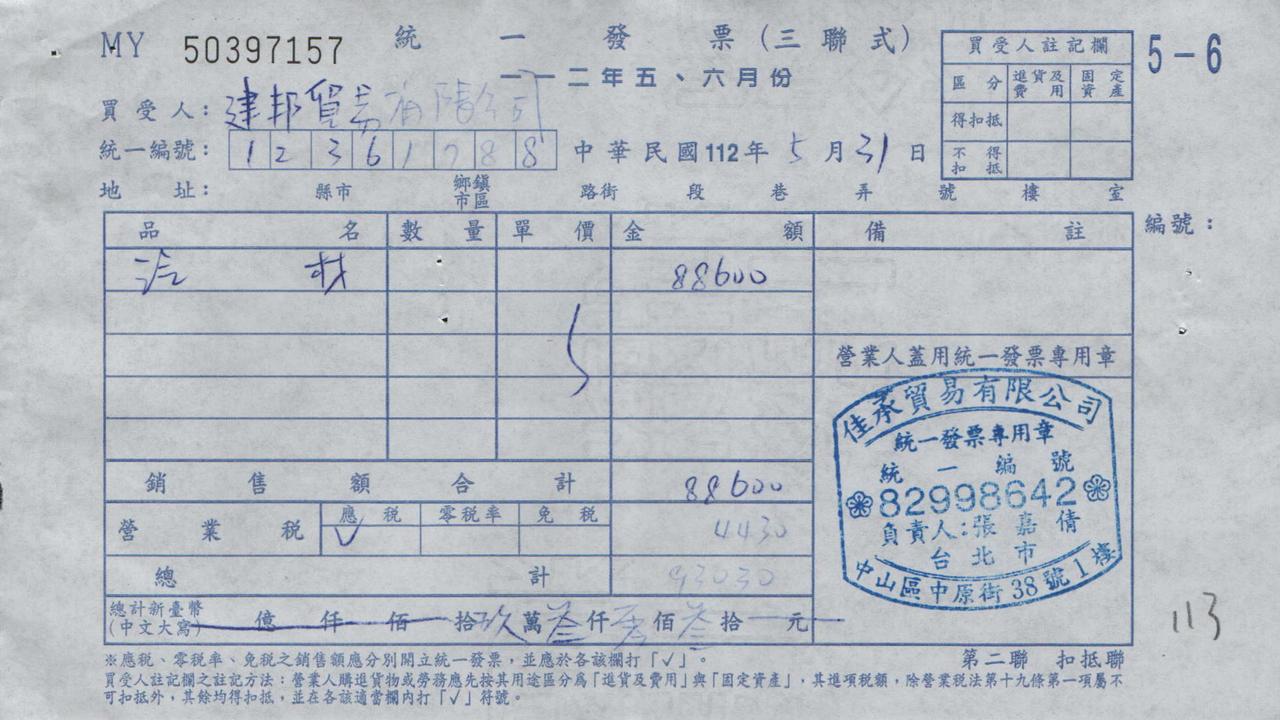 MY 50397157 統一發票(三聯式)
一一二年五、六月份
5-6
買受人註記欄
區分 進貨及費用 固定資產
得扣抵
不得扣抵
買受人：建邦貿易有限公司
統一編號：12361788
中華民國112年5月31日
地址： 縣市 鄉鎮市區 路街 段 巷 弄 號 樓 室
編號：
品名 數量 單價 金額 備註
汽材 88600
營業人蓋用統一發票專用章
銷售額合計 88600
營業稅 應稅 零稅率 免稅 4430
√
總計 93030
總計新臺幣(中文大寫) 億 仟 佰 拾玖萬叁仟零佰叁拾 元
佳承貿易有限公司
統一發票專用章
統一編號
82998642
負責人:張嘉倩
台北市
中山區中原街38號1樓
113
第二聯 扣抵聯
※應稅、零稅率、免稅之銷售額應分別開立統一發票，並應於各該欄打「√」。
買受人註記欄之註記方法：營業人購進貨物或勞務應先按其用途區分為「進貨及費用」與「固定資產」，其進項稅額，除營業稅法第十九條第一項屬不
可扣抵外，其餘均得扣抵，並在各該適當欄內打「√」符號。